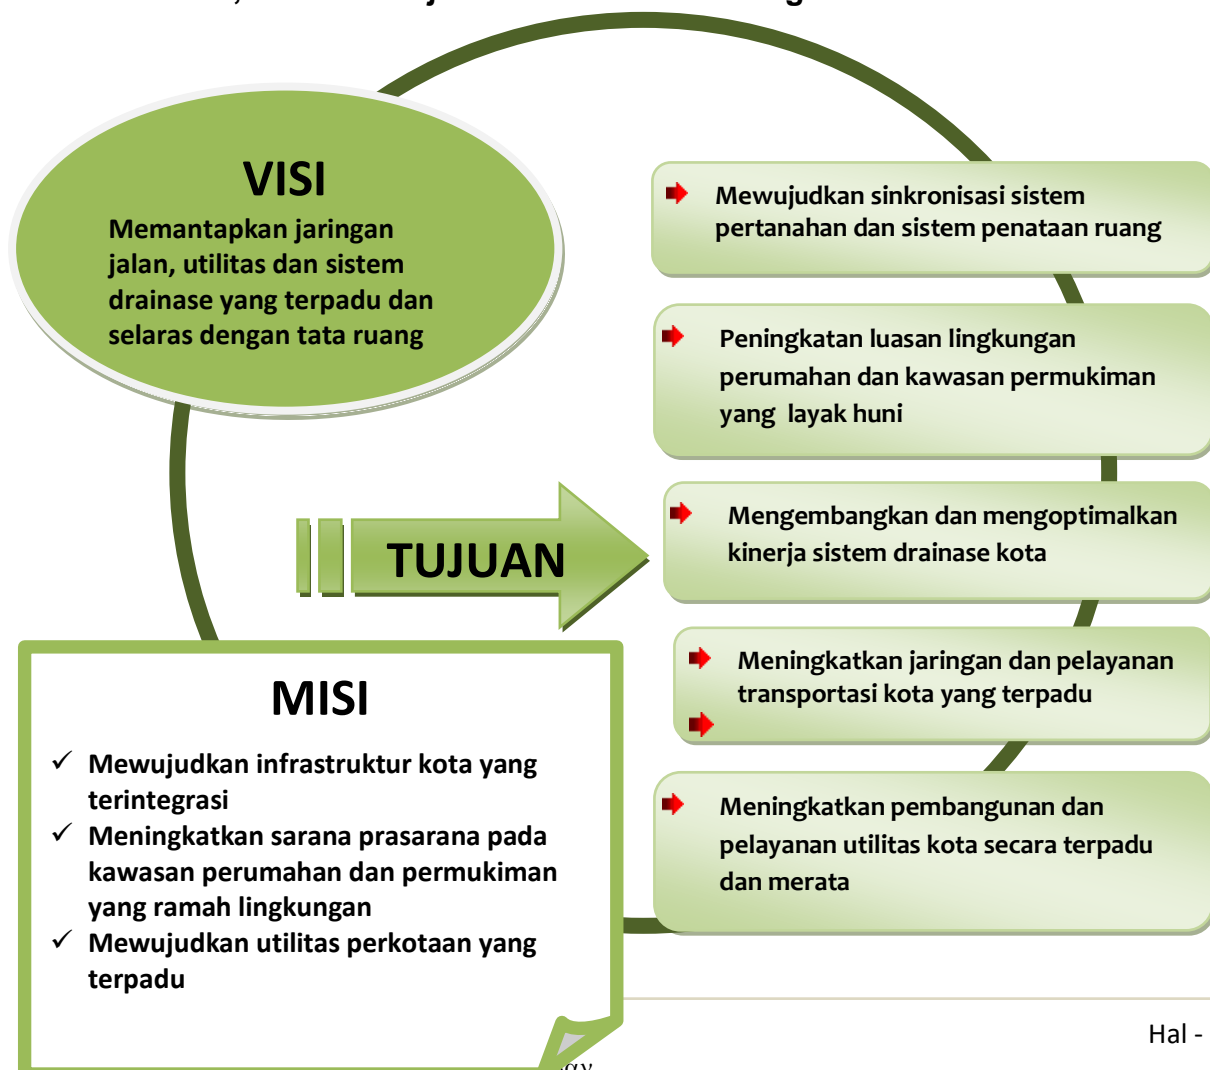 VISI
Memantapkan jaringan
jalan, utilitas dan sistem
drainase yang terpadu dan
selaras dengan tata ruang
TUJUAN
Mewujudkan sinkronisasi sistem
pertanahan dan sistem penataan ruang
Peningkatan luasan lingkungan
perumahan dan kawasan permukiman
yang layak huni
Mengembangkan dan mengoptimalkan
kinerja sistem drainase kota
Meningkatkan jaringan dan pelayanan
transportasi kota yang terpadu
Meningkatkan pembangunan dan
pelayanan utilitas kota secara terpadu
dan merata
MISI
✓ Mewujudkan infrastruktur kota yang
terintegrasi
✓ Meningkatkan sarana prasarana pada
kawasan perumahan dan permukiman
yang ramah lingkungan
✓ Mewujudkan utilitas perkotaan yang
terpadu
Hal -